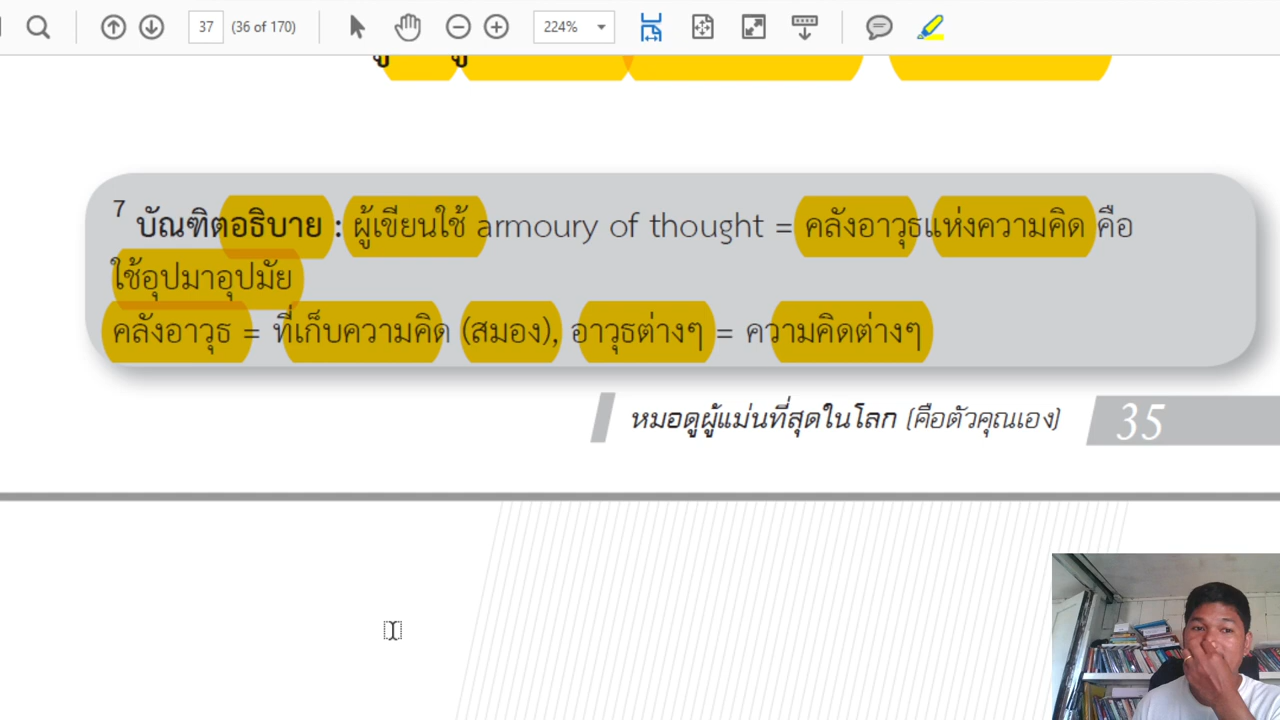 37 (36 of 170) 224%
7 บัณฑิตอธิบาย : ผู้เขียนใช้ armoury of thought = คลังอาวุธแห่งความคิด คือ
ใช้อุปมาอุปมัย
คลังอาวุธ = ที่เก็บความคิด (สมอง), อาวุธต่างๆ = ความคิดต่างๆ
หมอดูผู้แม่นที่สุดในโลก (คือตัวคุณเอง) 35